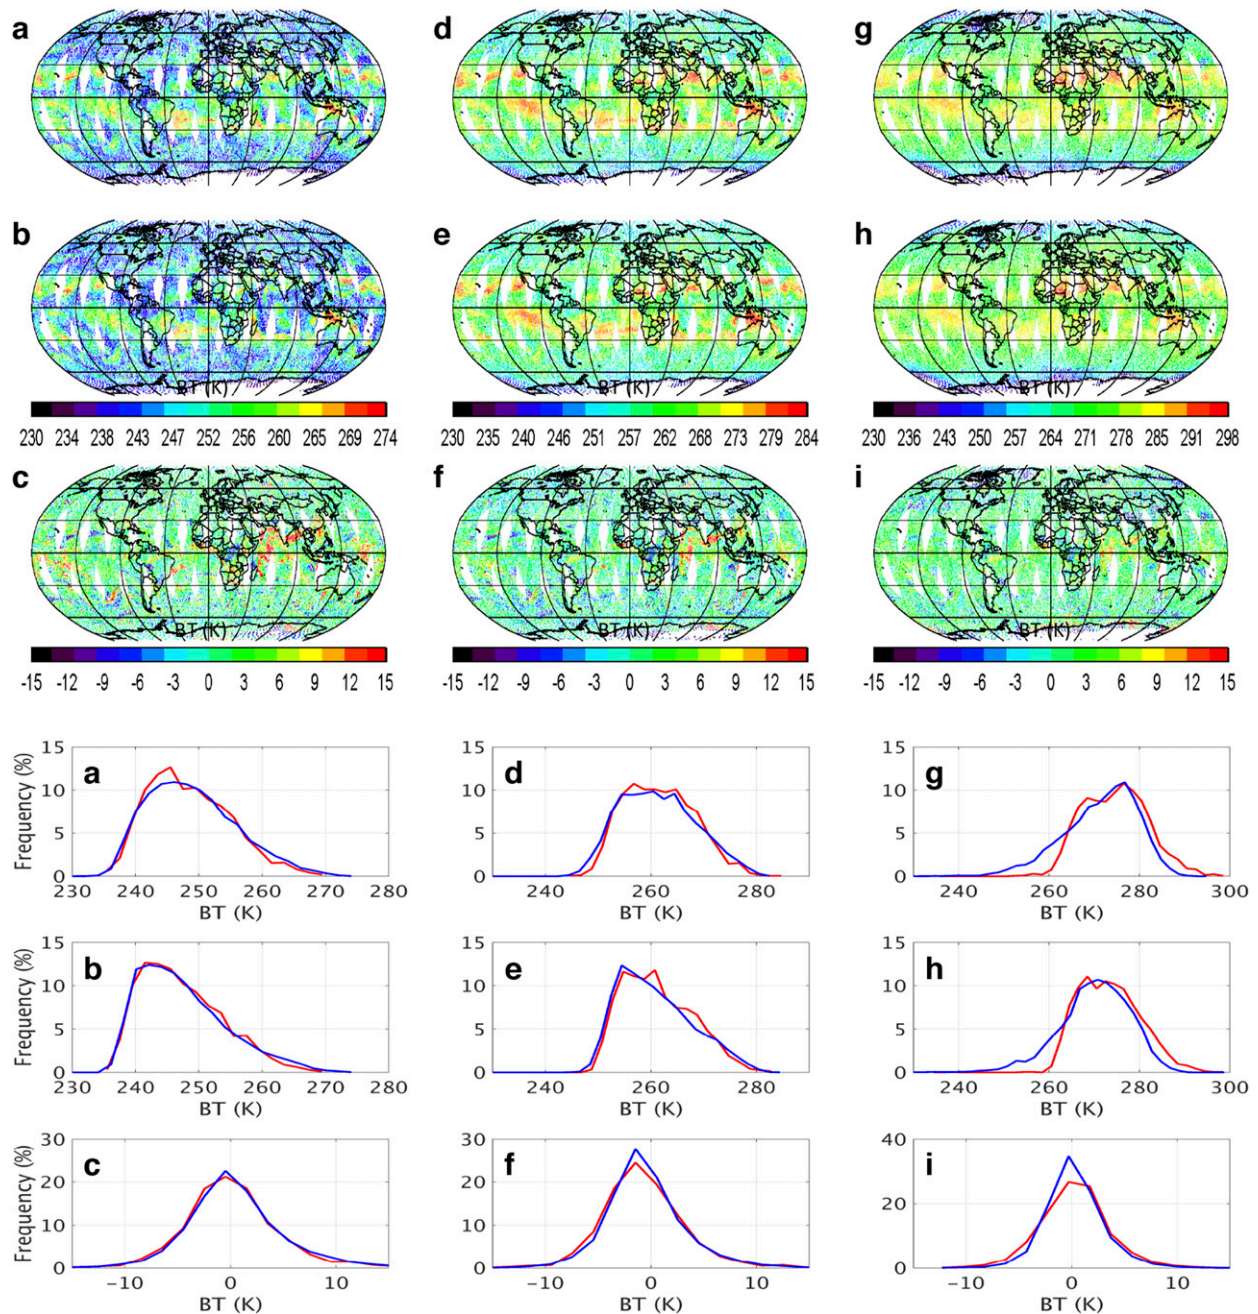 a d g
b e h
BT (K) BT (K) BT (K)
230 234 238 243 247 252 256 260 265 269 274 230 235 240 246 251 257 262 268 273 279 284 230 236 243 250 257 264 271 278 285 291 298
c f i
BT (K) BT (K) BT (K)
-15 -12 -9 -6 -3 0 3 6 9 12 15 -15 -12 -9 -6 -3 0 3 6 9 12 15 -15 -12 -9 -6 -3 0 3 6 9 12 15
Frequency (%)
15 10 5 0
a
230 240 250 260 270 280
BT (K)
15 10 5 0
d
240 260 280
BT (K)
15 10 5 0
g
240 260 280 300
BT (K)
Frequency (%)
15 10 5 0
b
230 240 250 260 270 280
BT (K)
15 10 5 0
e
240 260 280
BT (K)
15 10 5 0
h
240 260 280 300
BT (K)
Frequency (%)
30 20 10 0
c
−10 0 10
BT (K)
30 20 10 0
f
−10 0 10
BT (K)
40 20 0
i
−10 0 10
BT (K)